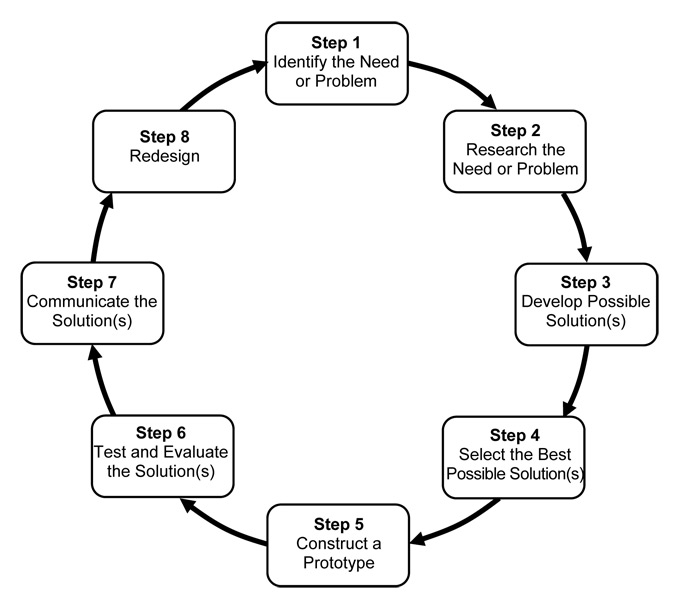 Step 1
Identify the Need
or Problem
Step 2
Research the
Need or Problem
Step 3
Develop Possible
Solution(s)
Step 4
Select the Best
Possible Solution(s)
Step 5
Construct a
Prototype
Step 6
Test and Evaluate
the Solution(s)
Step 7
Communicate the
Solution(s)
Step 8
Redesign